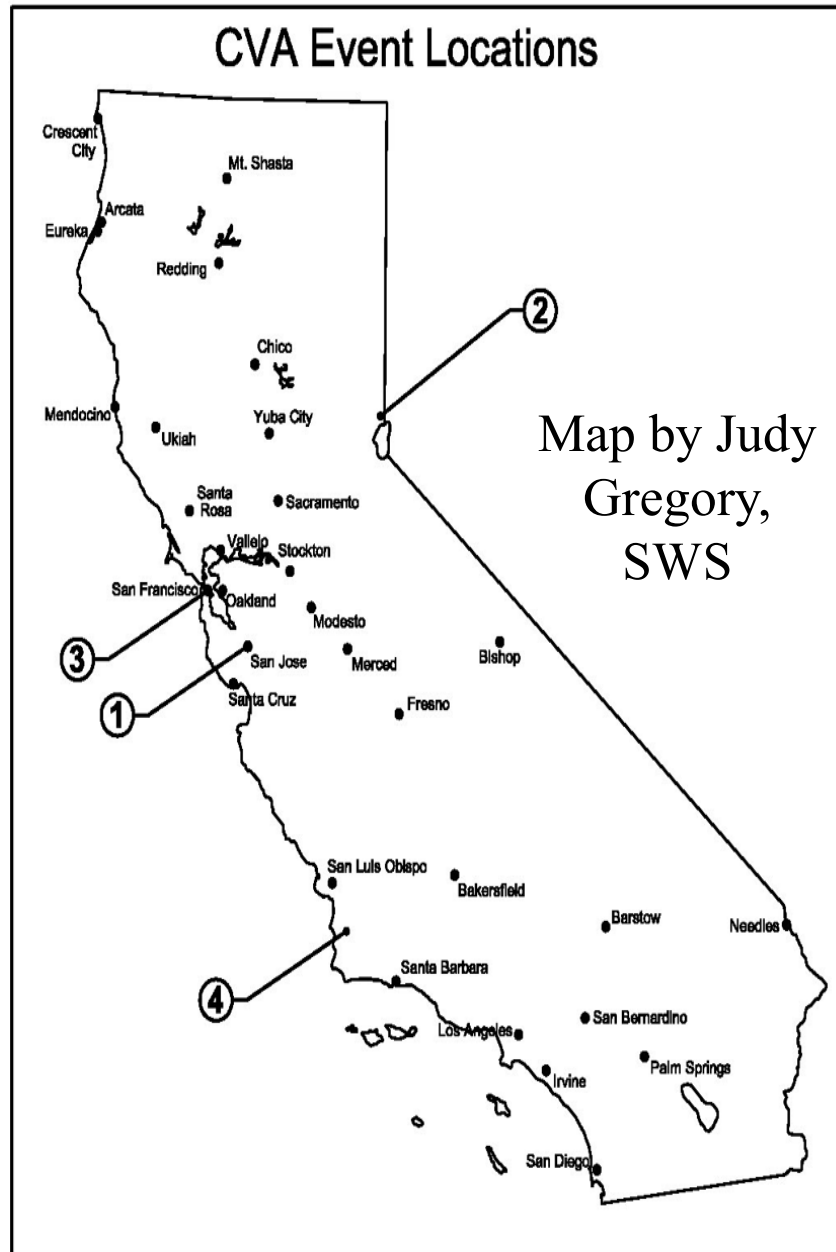 CVA Event Locations
Crescent
City
Mt. Shasta
Arcata
Eureka
Redding
2
Chico
Mendocino
Ukiah
Yuba City
Map by Judy
Gregory,
SWS
Santa
Rosa
Sacramento
Vallejo
Stockton
San Francisco
Oakland
Modesto
3
San Jose
Merced
Bishop
1
Santa Cruz
Fresno
San Luis Obispo
Bakersfield
Barstow
Needles
4
Santa Barbara
Los Angeles
San Bernardino
Irvine
Palm Springs
San Diego